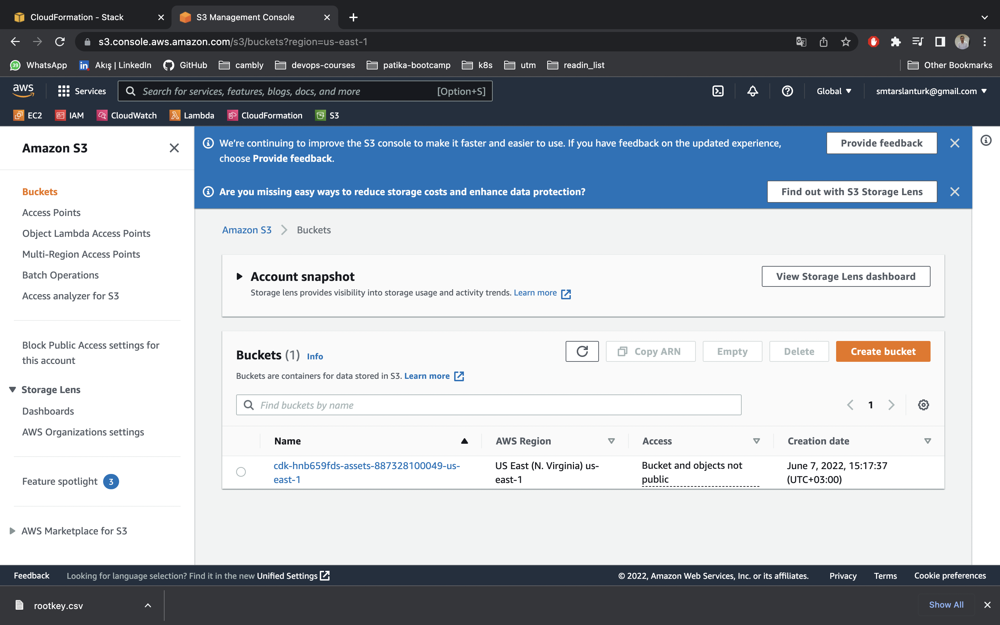 CloudFormation - Stack
S3 Management Console
s3.console.aws.amazon.com/s3/buckets?region=us-east-1
39
WhatsApp
in
Akış | LinkedIn
GitHub
cambly
devops-courses
patika-bootcamp
k8s
utm
readin_list
Other Bookmarks
aws
Services
Search for services, features, blogs, docs, and more
[Option+S]
Global
smtarslanturk@gmail.com
EC2
IAM
CloudWatch
Lambda
CloudFormation
S3
Amazon S3
Buckets
Access Points
Object Lambda Access Points
Multi-Region Access Points
Batch Operations
Access analyzer for S3
Block Public Access settings for
this account
Storage Lens
Dashboards
AWS Organizations settings
Feature spotlight 3
AWS Marketplace for S3
We're continuing to improve the S3 console to make it faster and easier to use. If you have feedback on the updated experience,
choose Provide feedback.
Provide feedback
Are you missing easy ways to reduce storage costs and enhance data protection?
Find out with S3 Storage Lens
Amazon S3
Buckets
Account snapshot
Storage lens provides visibility into storage usage and activity trends. Learn more
View Storage Lens dashboard
Buckets (1) Info
Buckets are containers for data stored in S3. Learn more
Copy ARN
Empty
Delete
Create bucket
Find buckets by name
1
Name
AWS Region
Access
Creation date
cdk-hnb659fds-assets-887328100049-us-
east-1
US East (N. Virginia) us-
east-1
Bucket and objects not
public
June 7, 2022, 15:17:37
(UTC+03:00)
Feedback
Looking for language selection? Find it in the new Unified Settings
© 2022, Amazon Web Services, Inc. or its affiliates.
Privacy
Terms
Cookie preferences
rootkey.csv
Show All